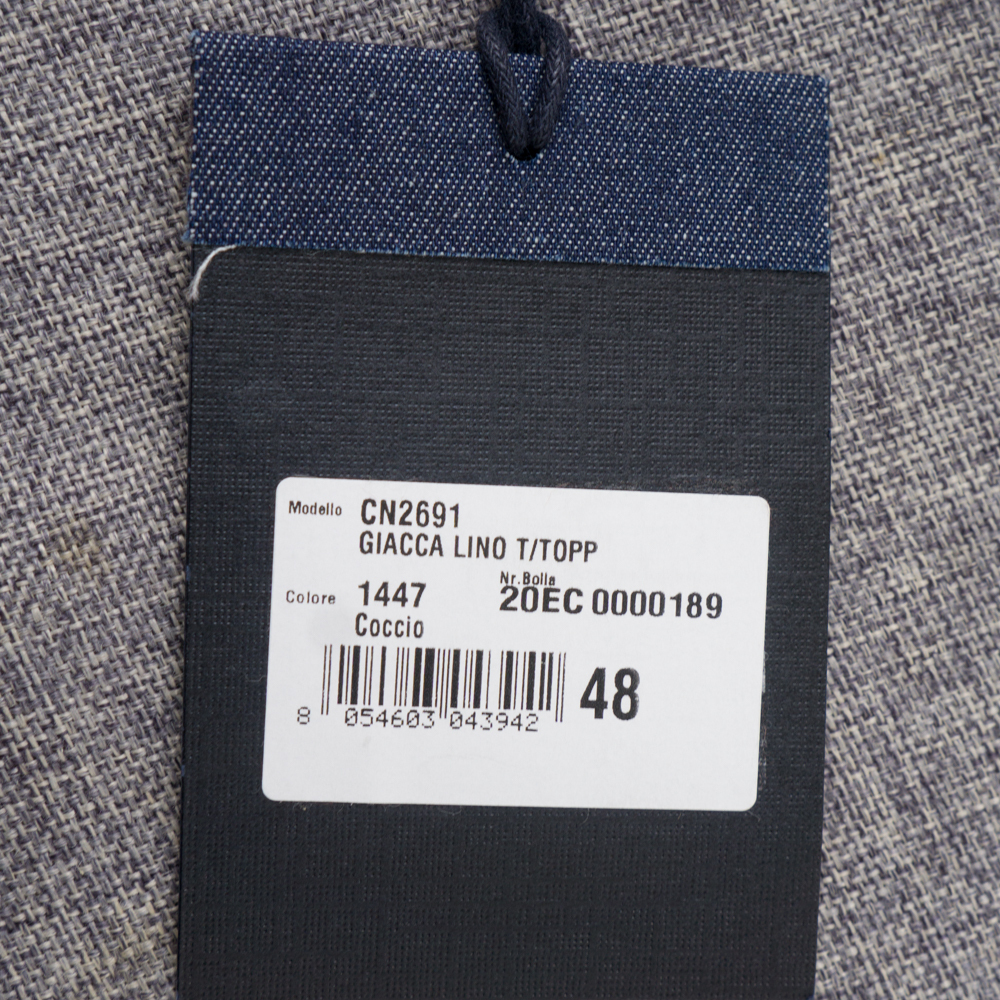 Modello CN2691
GIACCA LINO T/TOPP
Nr.Bolla
Colore 1447 20EC 0000189
Coccio
48
8 054603 043942